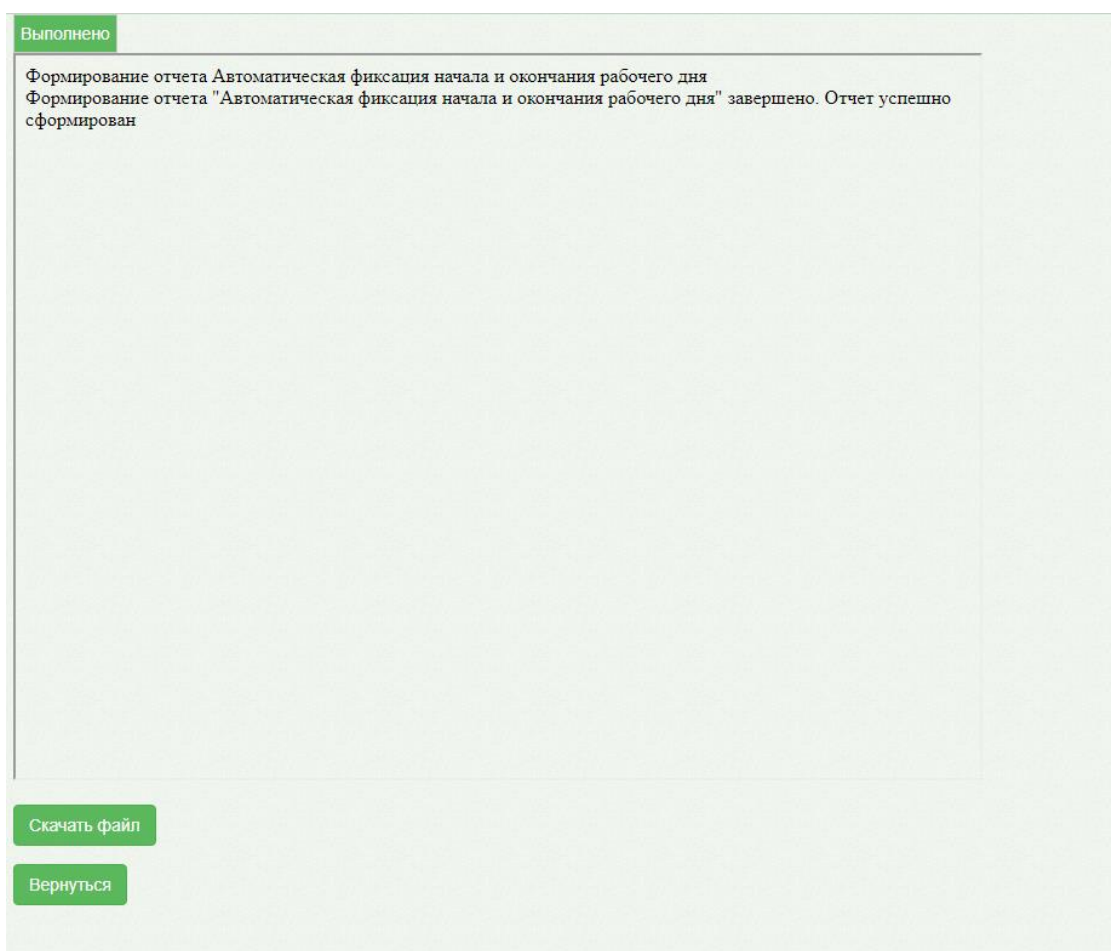 Выполнено
Формирование отчета Автоматическая фиксация начала и окончания рабочего дня
Формирование отчета "Автоматическая фиксация начала и окончания рабочего дня" завершено. Отчет успешно
сформирован
Скачать файл
Вернуться